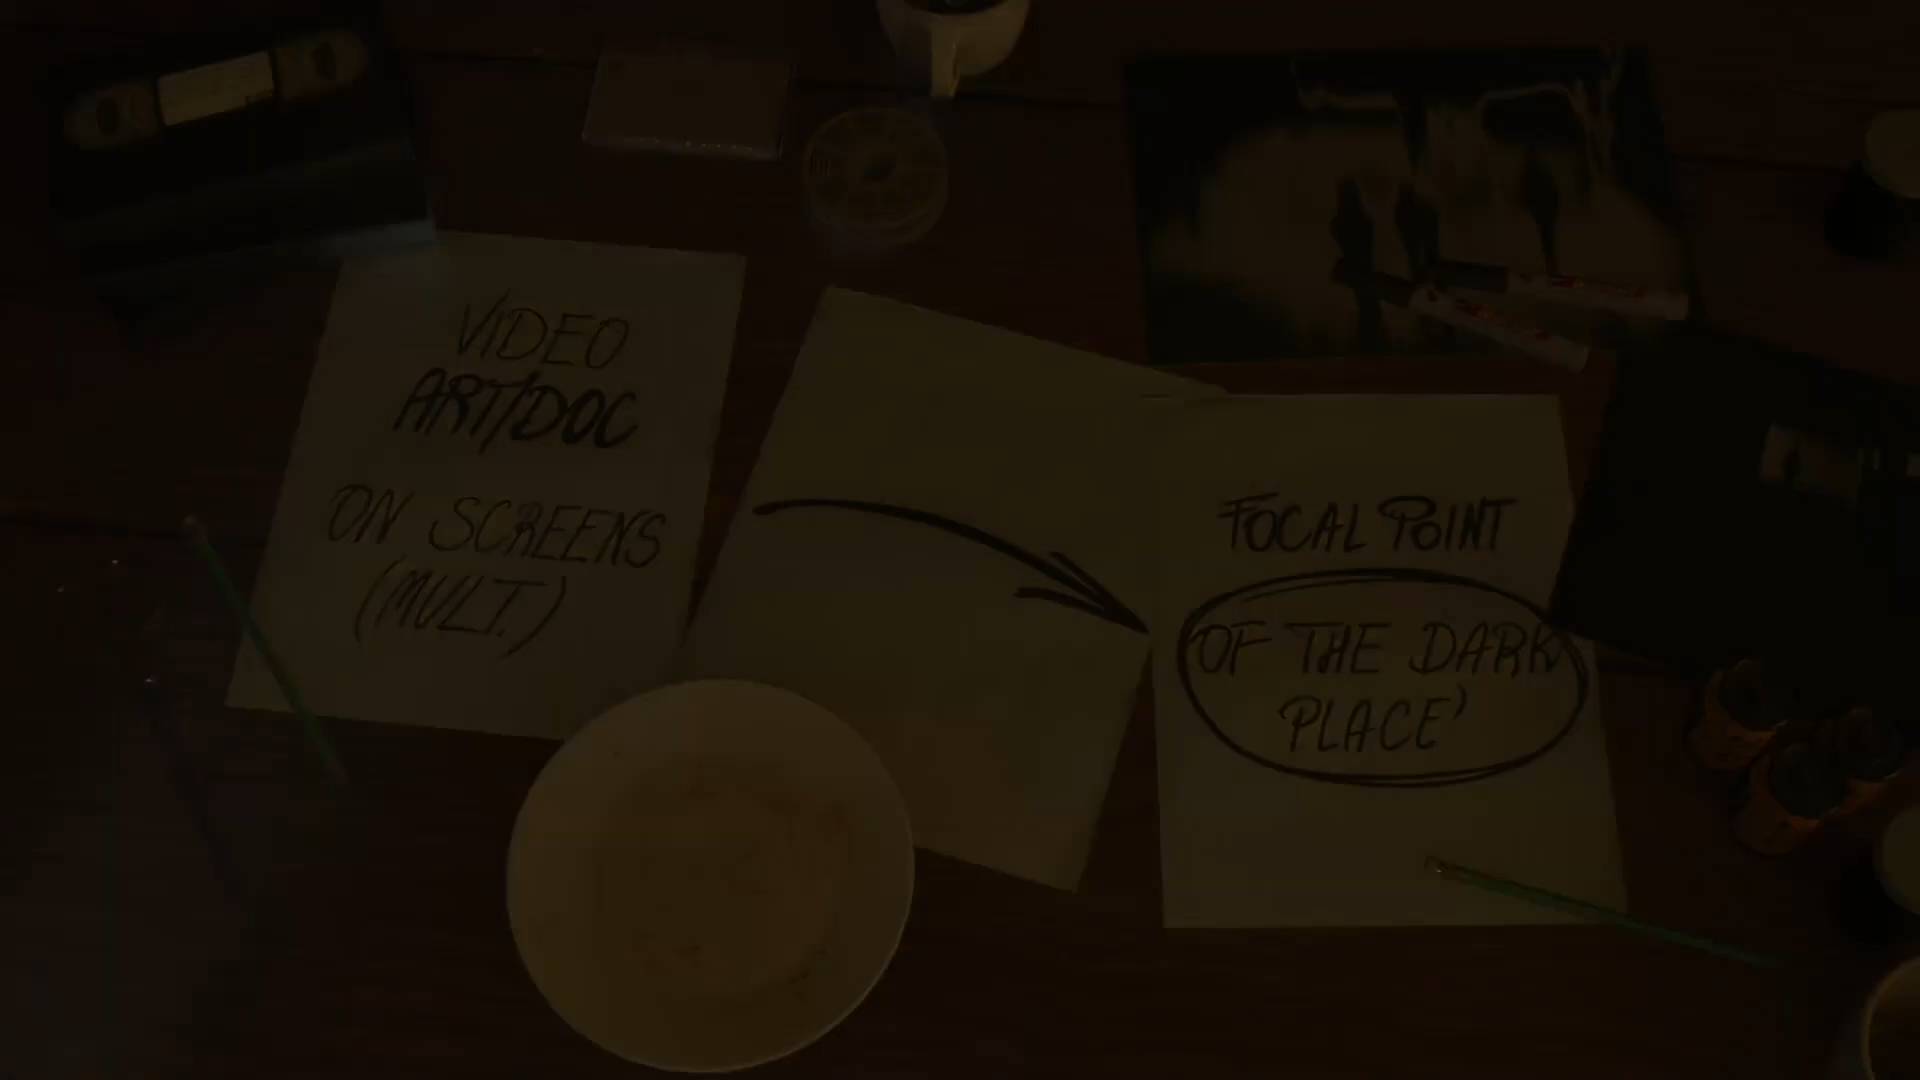 VIDEO
ART/DOC
ON SCREENS
(MULT.)
FOCAL POINT
OF THE DARK
PLACE'